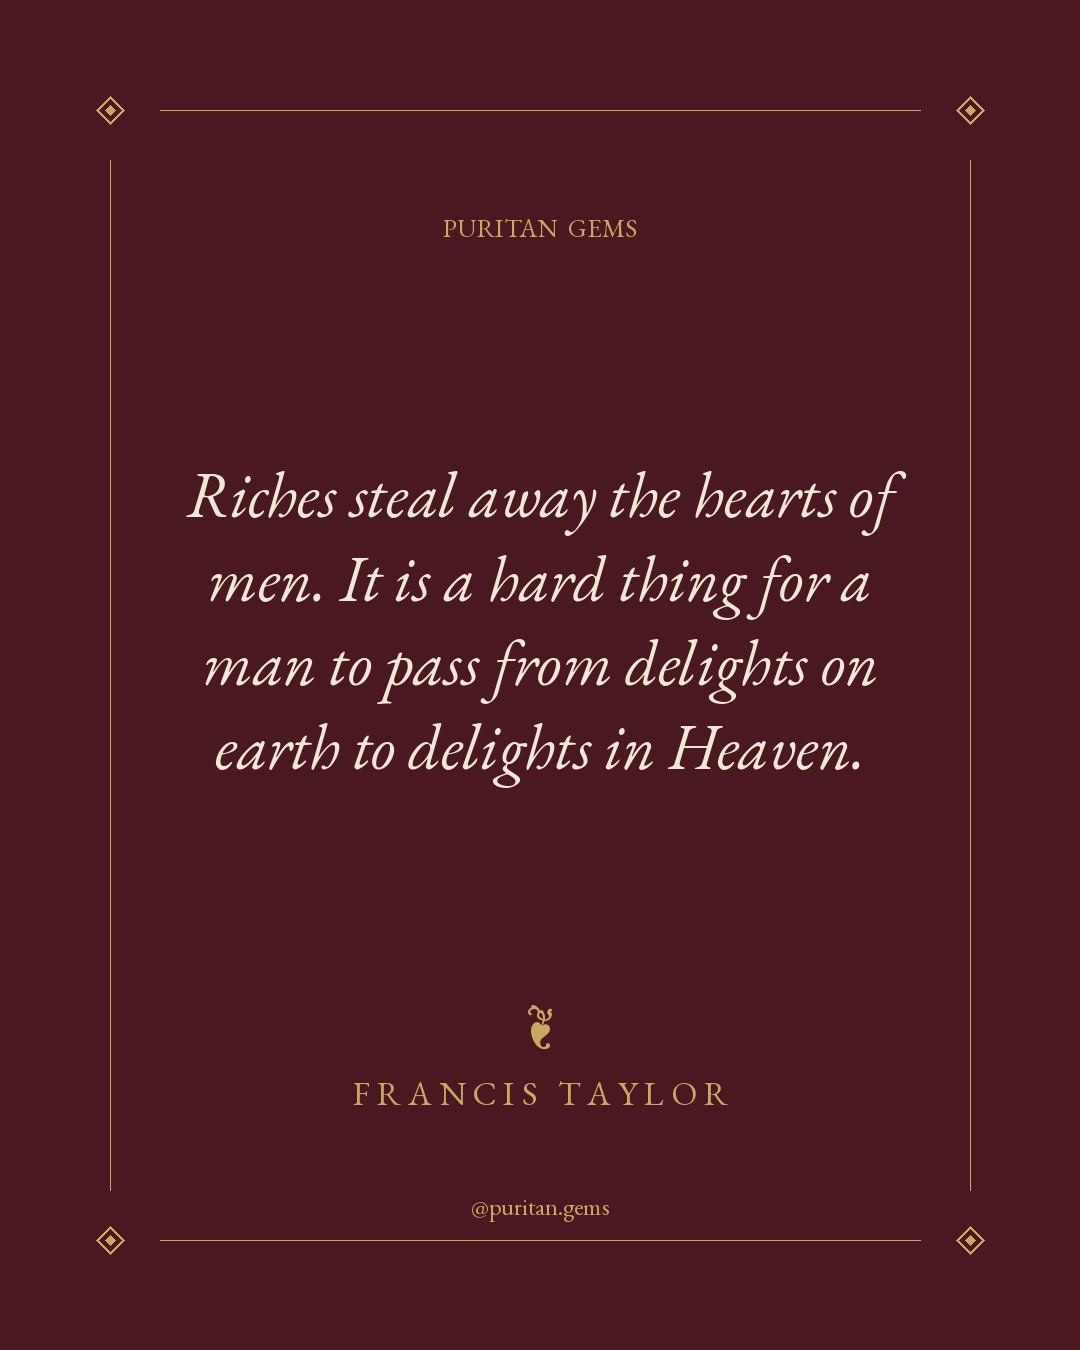 PURITAN GEMS
Riches steal away the hearts of
men. It is a hard thing for a
man to pass from delights on
earth to delights in Heaven.
FRANCIS TAYLOR
@puritan.gems